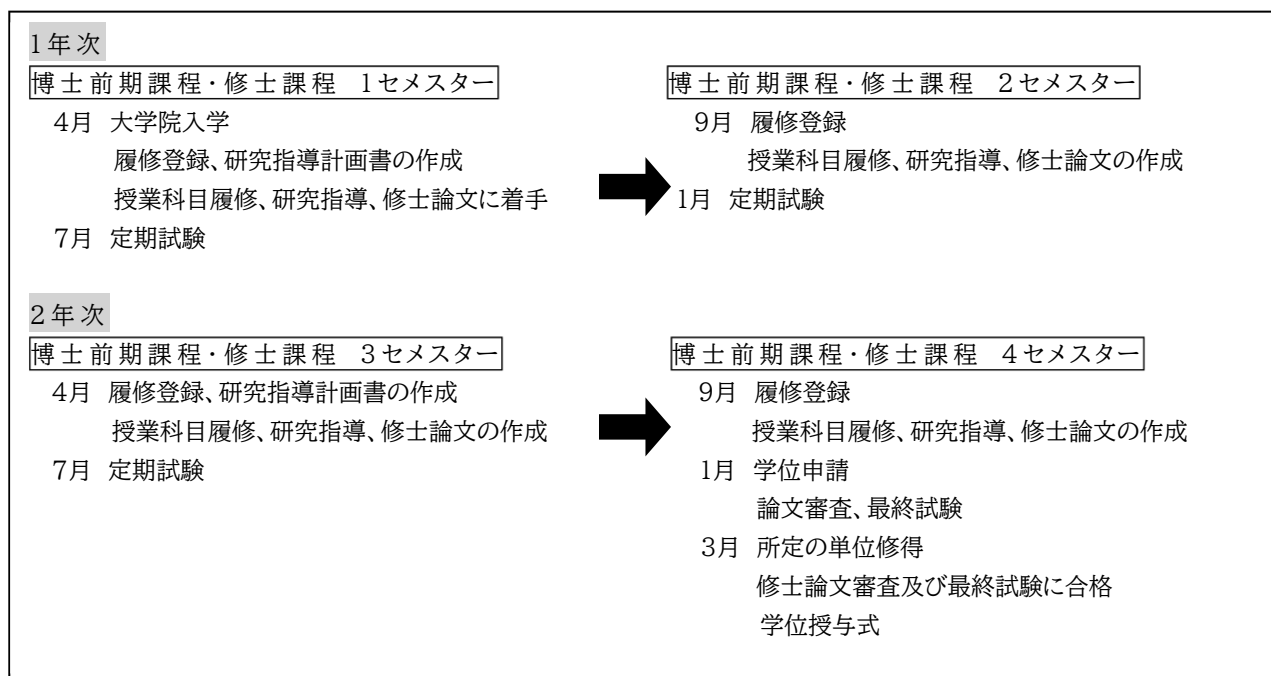 1年次
博士前期課程・修士課程 1セメスター
4月 大学院入学
履修登録、研究指導計画書の作成
授業科目履修、研究指導、修士論文に着手
7月 定期試験
博士前期課程・修士課程 2セメスター
9月 履修登録
授業科目履修、研究指導、修士論文の作成
1月 定期試験
2年次
博士前期課程・修士課程 3セメスター
4月 履修登録、研究指導計画書の作成
授業科目履修、研究指導、修士論文の作成
7月 定期試験
博士前期課程・修士課程 4セメスター
9月 履修登録
授業科目履修、研究指導、修士論文の作成
1月 学位申請
論文審査、最終試験
3月 所定の単位修得
修士論文審査及び最終試験に合格
学位授与式